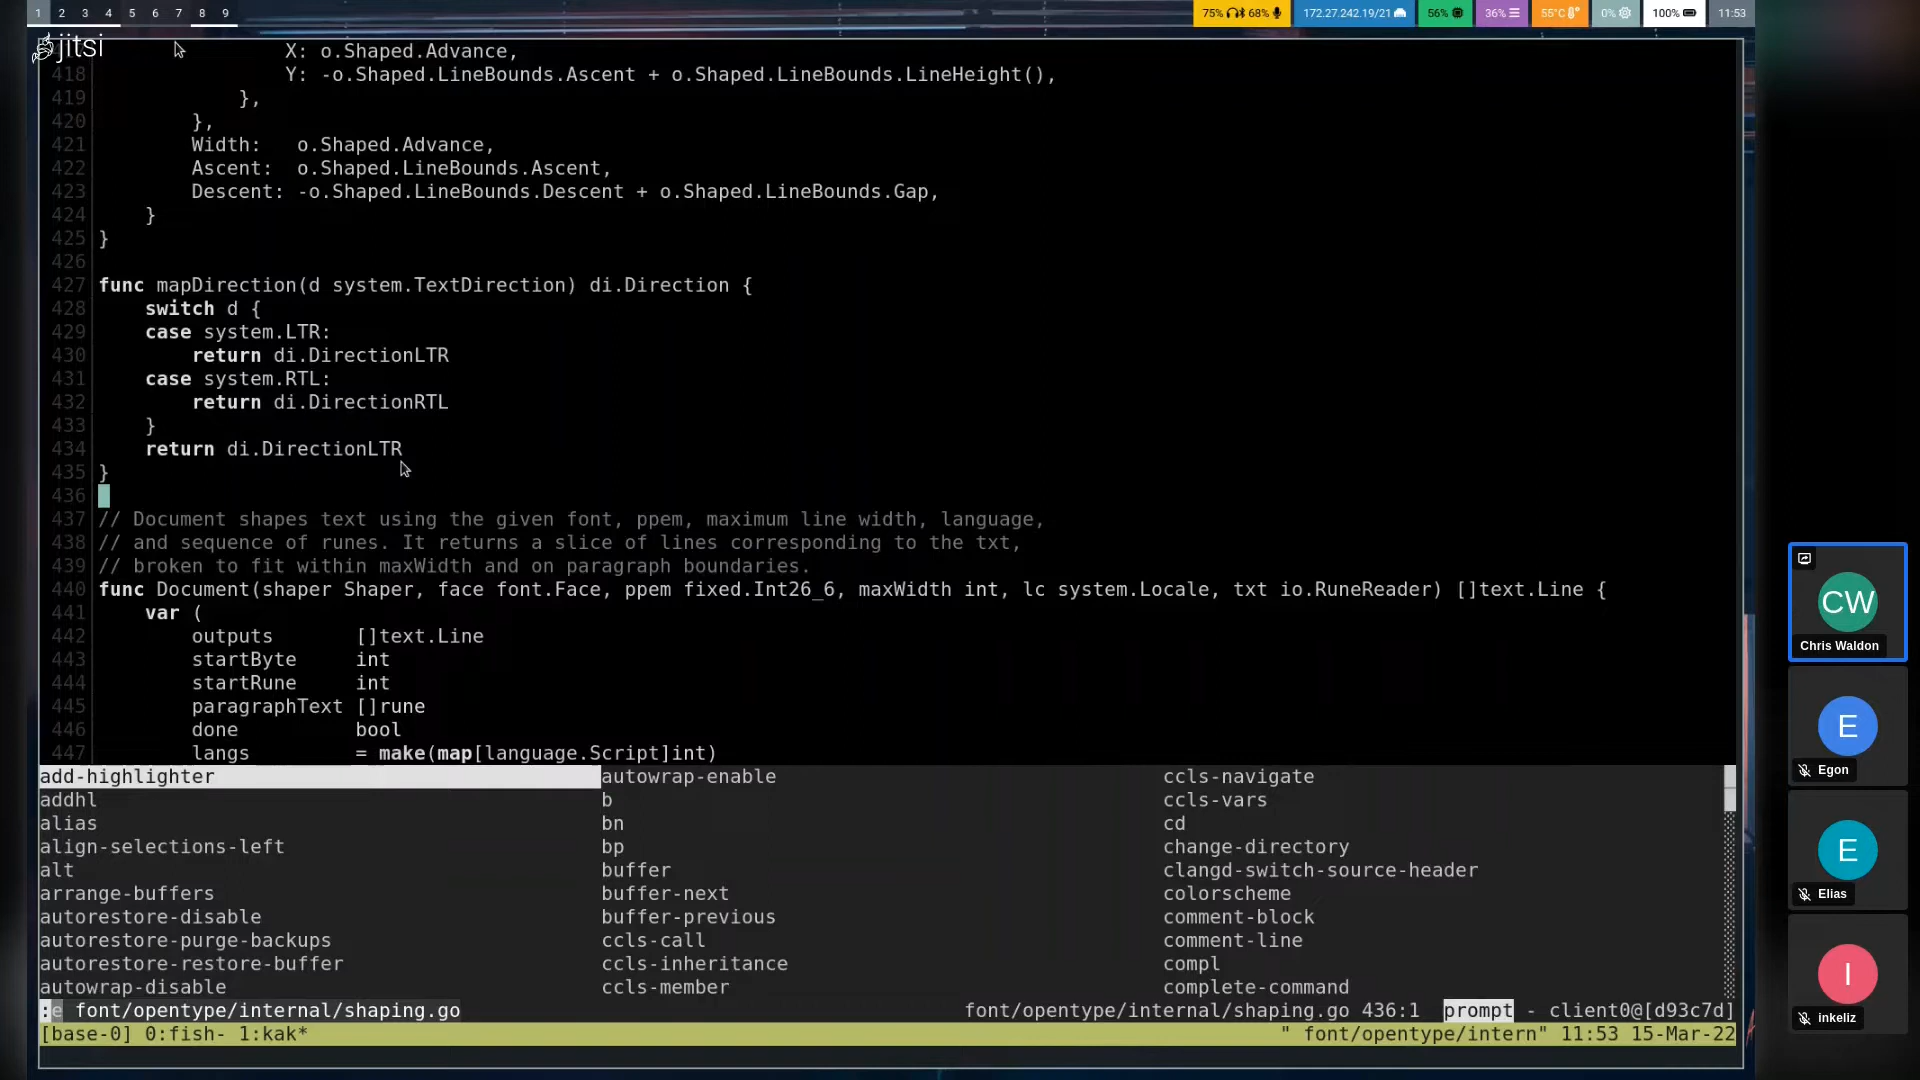 1 2 3 4 5 6 7 8 9
75% 68%
172.27.242.19/21
56%
36%
55°C
0%
100%
11:53
jitsi
X: o.Shaped.Advance,
418 Y: -o.Shaped.LineBounds.Ascent + o.Shaped.LineBounds.LineHeight(),
419 },
420 },
421 Width: o.Shaped.Advance,
422 Ascent: o.Shaped.LineBounds.Ascent,
423 Descent: -o.Shaped.LineBounds.Descent + o.Shaped.LineBounds.Gap,
424 }
425 }
426
427 func mapDirection(d system.TextDirection) di.Direction {
428 switch d {
429 case system.LTR:
430 return di.DirectionLTR
431 case system.RTL:
432 return di.DirectionRTL
433 }
434 return di.DirectionLTR
435 }
436
437 // Document shapes text using the given font, ppem, maximum line width, language,
438 // and sequence of runes. It returns a slice of lines corresponding to the txt,
439 // broken to fit within maxWidth and on paragraph boundaries.
440 func Document(shaper Shaper, face font.Face, ppem fixed.Int26_6, maxWidth int, lc system.Locale, txt io.RuneReader) []text.Line {
441 var (
442 outputs []text.Line
443 startByte int
444 startRune int
445 paragraphText []rune
446 done bool
447 langs = make(map[language.Script]int)
add-highlighter autowrap-enable ccls-navigate
addhl b ccls-vars
alias bn cd
align-selections-left bp change-directory
alt buffer clangd-switch-source-header
arrange-buffers buffer-next colorscheme
autorestore-disable buffer-previous comment-block
autorestore-purge-backups ccls-call comment-line
autorestore-restore-buffer ccls-inheritance compl
autowrap-disable ccls-member complete-command
:e font/opentype/internal/shaping.go font/opentype/internal/shaping.go 436:1 prompt - client0@[d93c7d]
[base-0] 0:fish- 1:kak* " font/opentype/intern" 11:53 15-Mar-22
CW
Chris Waldon
E
Egon
E
Elias
I
inkeliz